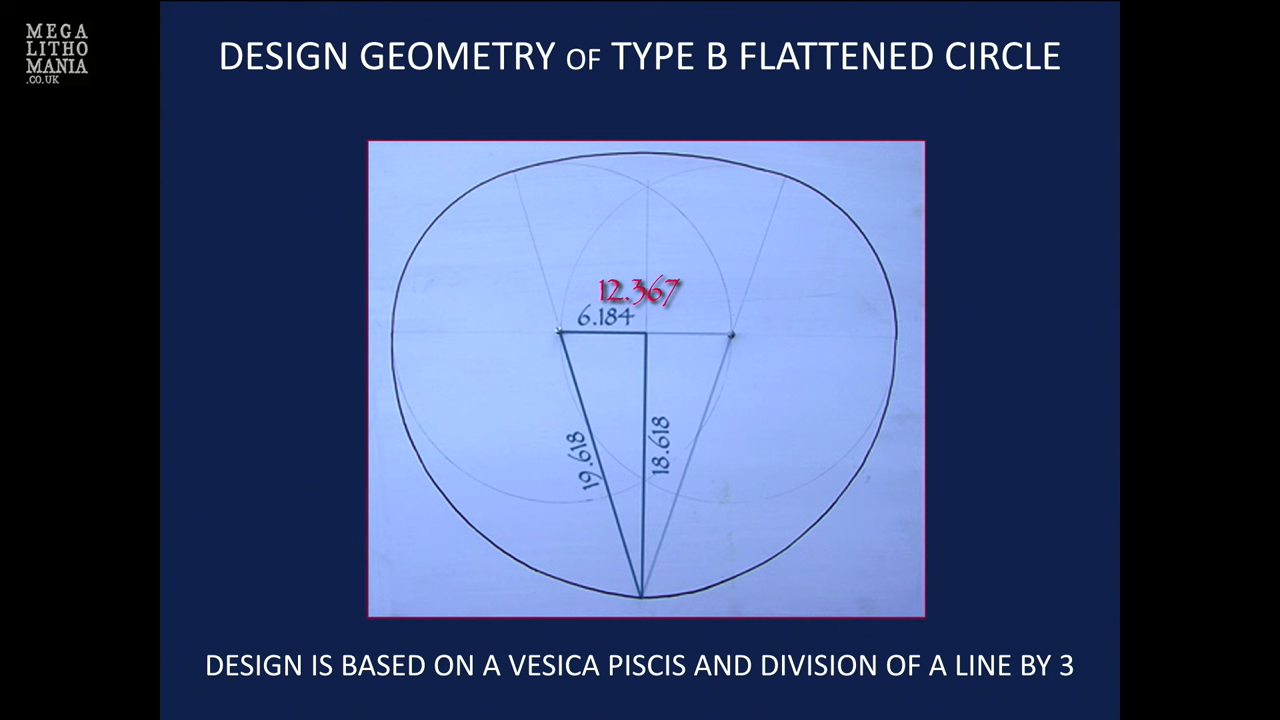 MEGA
LITHO
MANIA
.CO.UK
DESIGN GEOMETRY OF TYPE B FLATTENED CIRCLE
12.367
6.184
19.618
18.618
DESIGN IS BASED ON A VESICA PISCIS AND DIVISION OF A LINE BY 3